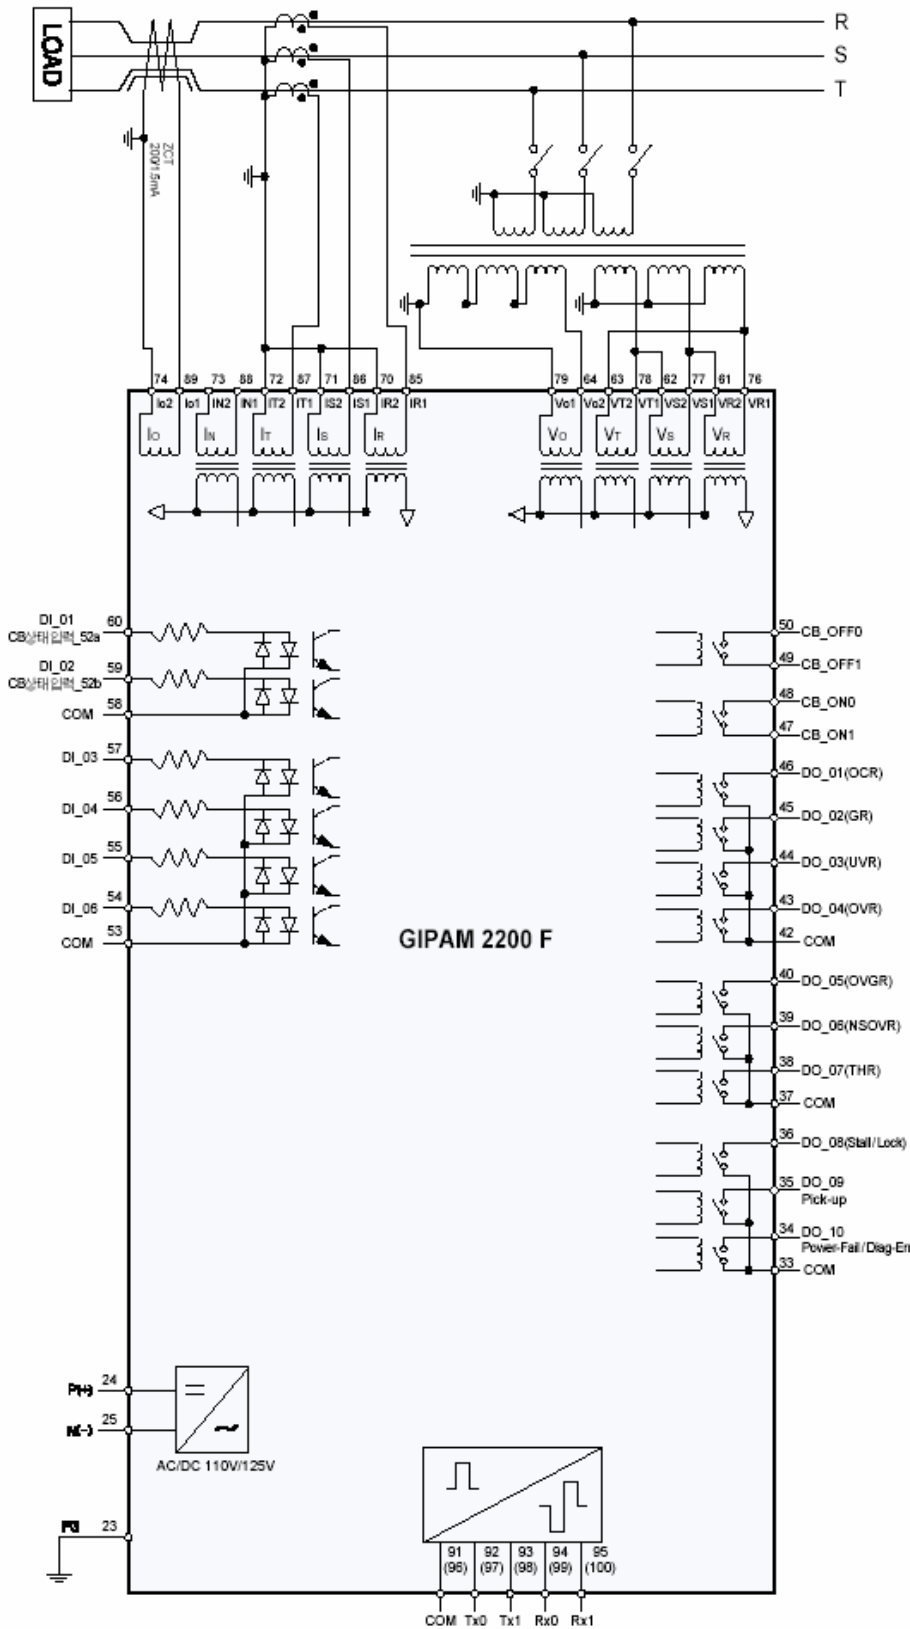 LOAD
R
S
T
ZCT
200/1.5mA
74 89 73 88 72 87 71 86 70 85
79 64 63 78 62 77 61 76
Io2 Io1 IN2 IN1 IT2 IT1 IS2 IS1 IR2 IR1
Vo1 Vo2 VT2 VT1 VS2 VS1 VR2 VR1
Io IN IT IS IR
Vo VT VS VR
DI_01 60
CB상태입력_52a
DI_02 59
CB상태입력_52b
COM 58
DI_03 57
DI_04 56
DI_05 55
DI_06 54
COM 53
50 CB_OFF0
49 CB_OFF1
48 CB_ON0
47 CB_ON1
46 DO_01(OCR)
45 DO_02(GR)
44 DO_03(UVR)
43 DO_04(OVR)
42 COM
GIPAM 2200 F
40 DO_05(OVGR)
39 DO_06(NSOVR)
38 DO_07(THR)
37 COM
36 DO_08(Stall/Lock)
35 DO_09
Pick-up
34 DO_10
Power-Fail/Diag-Err
33 COM
P(+) 24
N(-) 25
AC/DC 110V/125V
FG 23
91 92 93 94 95
(96) (97) (98) (99) (100)
COM Tx0 Tx1 Rx0 Rx1